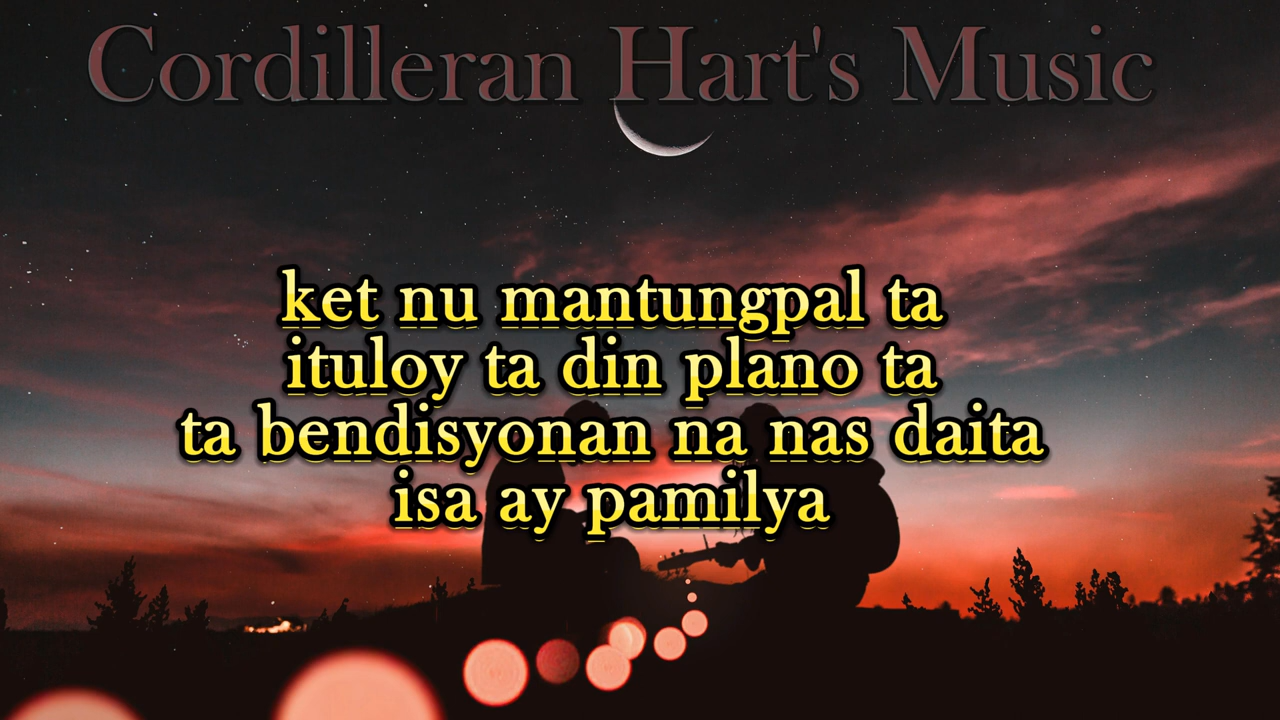 Cordilleran Hart's Music
ket nu mantungpal ta
ituloy ta din plano ta
ta bendisyonan na nas daita
isa ay pamilya